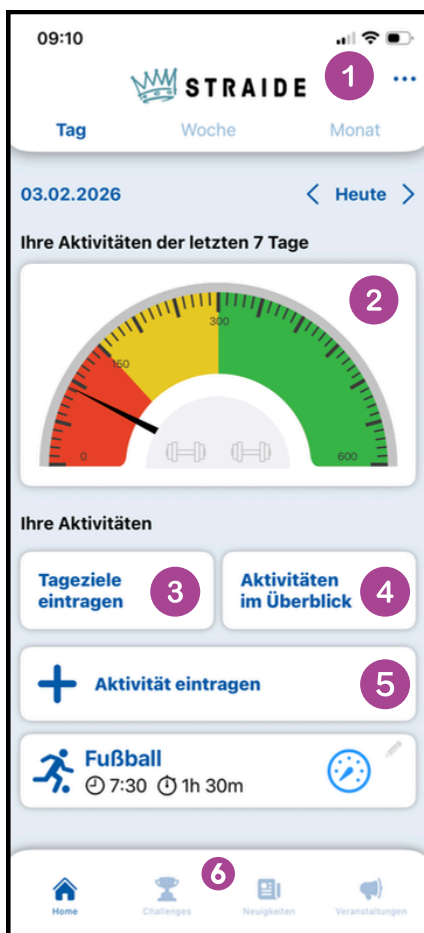 09:10
STRAIDE
1
Tag Woche Monat
03.02.2026 Heute
Ihre Aktivitäten der letzten 7 Tage
2
300
150
0 600
Ihre Aktivitäten
Tageziele
eintragen
3
Aktivitäten
im Überblick
4
Aktivität eintragen
5
Fußball
7:30 1h 30m
6
Home Challenges Neuigkeiten Veranstaltungen